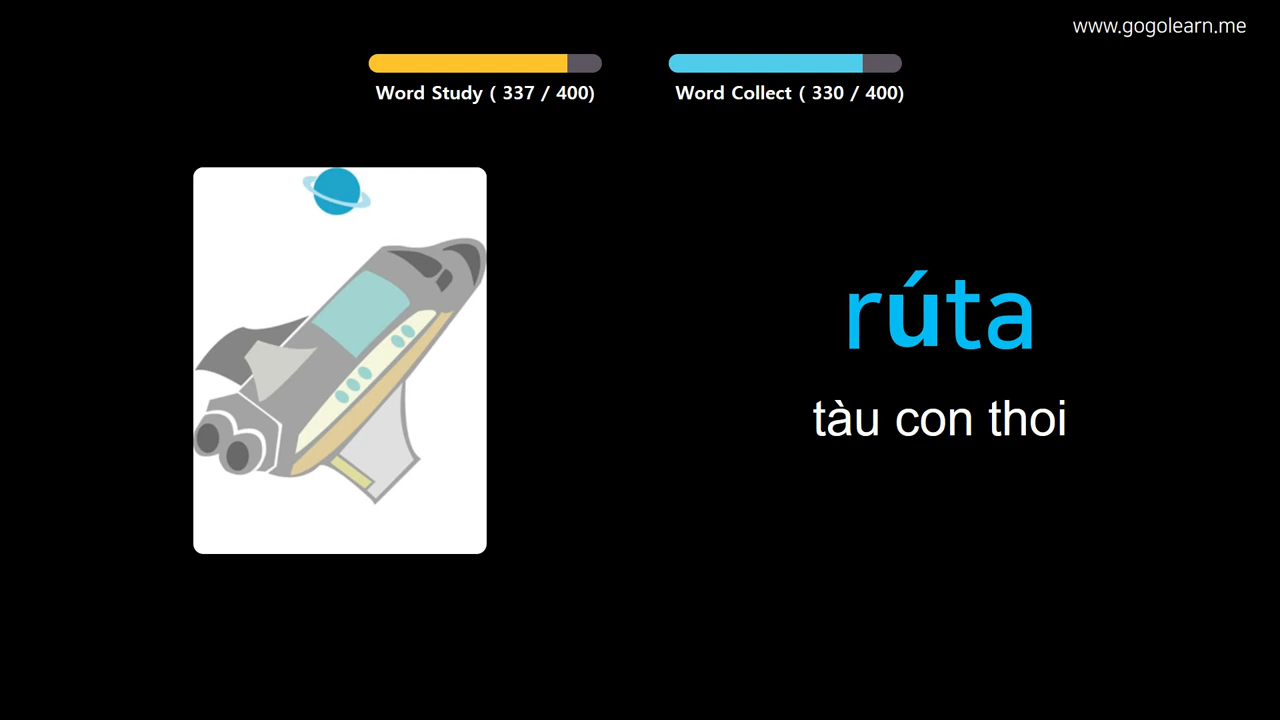 www.gogolearn.me
Word Study ( 337 / 400)
Word Collect ( 330 / 400)
rúta
tàu con thoi